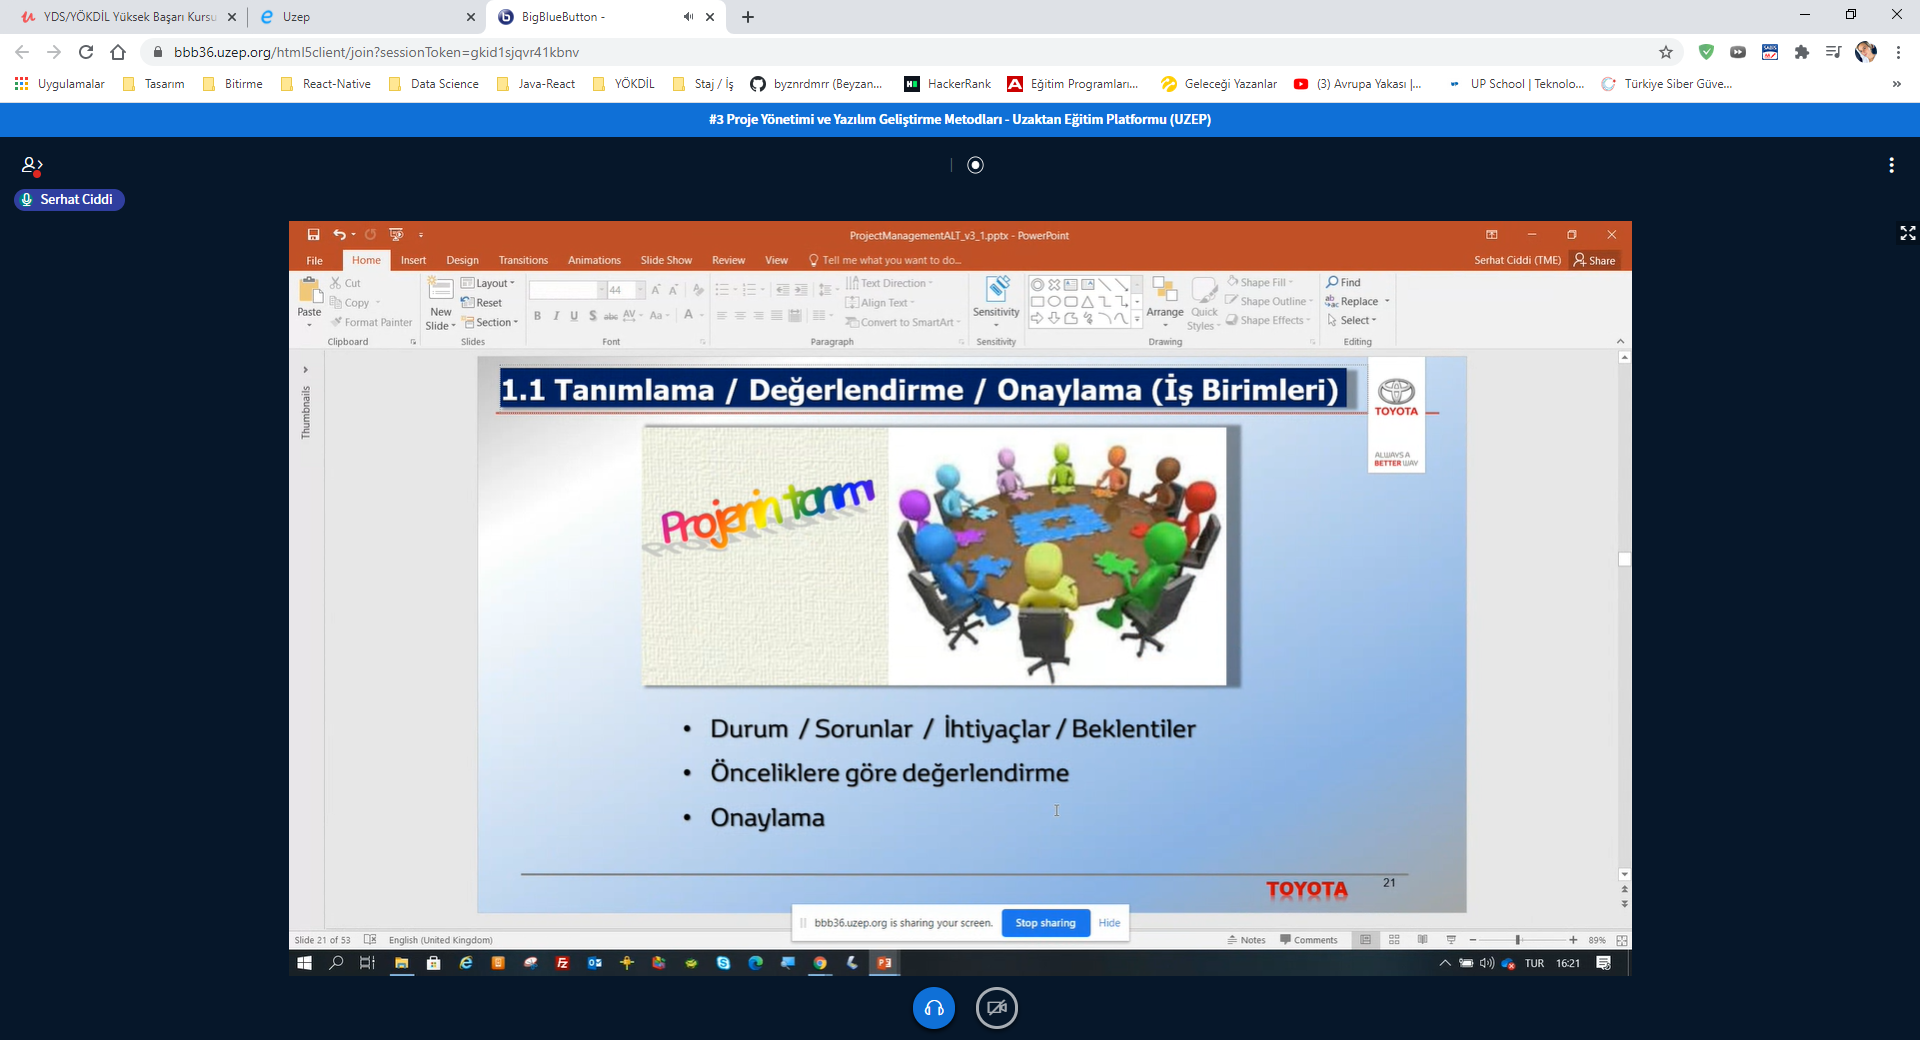 YDS/YÖKDİL Yüksek Başarı Kursu
Uzep
BigBlueButton -
bbb36.uzep.org/html5client/join?sessionToken=gkid1sjqvr41kbnv
Uygulamalar
Tasarım
Bitirme
React-Native
Data Science
Java-React
YÖKDİL
Staj / İş
byznrdmrr (Beyzan...
HackerRank
Eğitim Programları...
Geleceği Yazanlar
(3) Avrupa Yakası |...
UP School | Teknolo...
Türkiye Siber Güve...
#3 Proje Yönetimi ve Yazılım Geliştirme Metodları - Uzaktan Eğitim Platformu (UZEP)
Serhat Ciddi
ProjectManagementALT_v3_1.pptx - PowerPoint
File Home Insert Design Transitions Animations Slide Show Review View Tell me what you want to do...
Serhat Ciddi (TME) Share
Paste
Cut
Copy
Format Painter
Clipboard
New Slide
Layout
Reset
Section
Slides
44
Font
Text Direction
Align Text
Convert to SmartArt
Paragraph
Sensitivity
Sensitivity
Arrange
Quick Styles
Shape Fill
Shape Outline
Shape Effects
Drawing
Find
Replace
Select
Editing
Thumbnails
1.1 Tanımlama / Değerlendirme / Onaylama (İş Birimleri)
TOYOTA
ALWAYS A
BETTER WAY
Projenin tanımı
• Durum / Sorunlar / İhtiyaçlar / Beklentiler
• Önceliklere göre değerlendirme
• Onaylama
TOYOTA
21
bbb36.uzep.org is sharing your screen. Stop sharing Hide
Slide 21 of 53 English (United Kingdom)
Notes Comments 89%
TUR 16:21